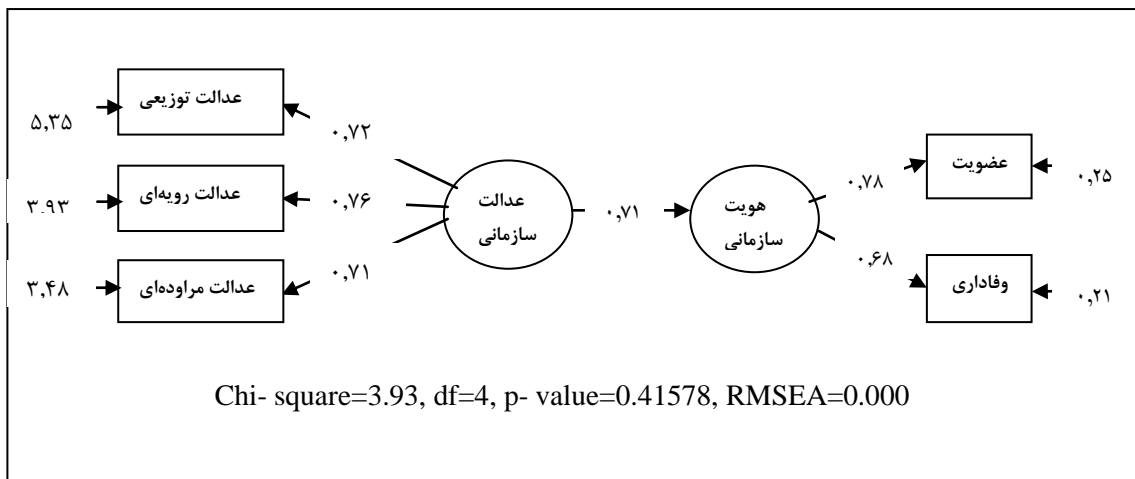 عدالت توزیعی
۵,۳۵
۰,۷۲
عدالت رویه‌ای
۳.۹۳
۰,۷۶
عدالت مراوده‌ای
۳,۴۸
۰,۷۱
عدالت
سازمانی
۰,۷۱
هویت
سازمانی
۰,۷۸
عضویت
۰,۲۵
۰,۶۸
وفاداری
۰,۲۱
Chi- square=3.93, df=4, p- value=0.41578, RMSEA=0.000